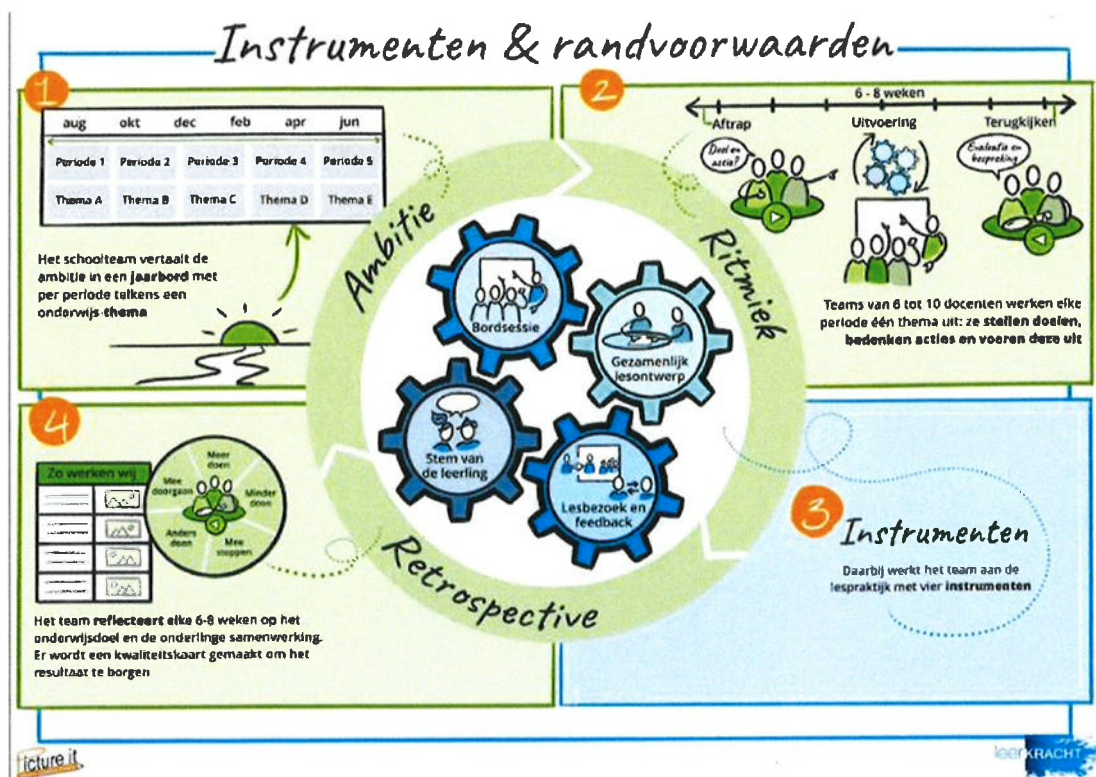 Instrumenten & randvoorwaarden
1
aug okt dec feb apr jun
Periode 1 Periode 2 Periode 3 Periode 4 Periode 5
Thema A Thema B Thema C Thema D Thema E
Het schoolteam vertaalt de
ambitie in een jaarbord met
per periode telkens een
onderwijs-thema
2
6 - 8 weken
Aftrap Uitvoering Terugkijken
Doel en
actie?
Evaluatie en
bespreking
Teams van 6 tot 10 docenten werken elke
periode één thema uit: ze stellen doelen,
bedenken acties en voeren deze uit
Ambitie
Ritmiek
Retrospective
Bordsessie
Gezamenlijk
lesontwerp
Stem van
de leerling
Lesbezoek en
feedback
3
Instrumenten
Daarbij werkt het team aan de
lespraktijk met vier instrumenten
4
Zo werken wij
Meer
doen
Minder
doen
Mee
stoppen
Anders
doen
Mee
doorgaan
Het team reflecteert elke 6-8 weken op het
onderwijsdoel en de onderlinge samenwerking.
Er wordt een kwaliteitskaart gemaakt om het
resultaat te borgen
icture it
leerKRACHT